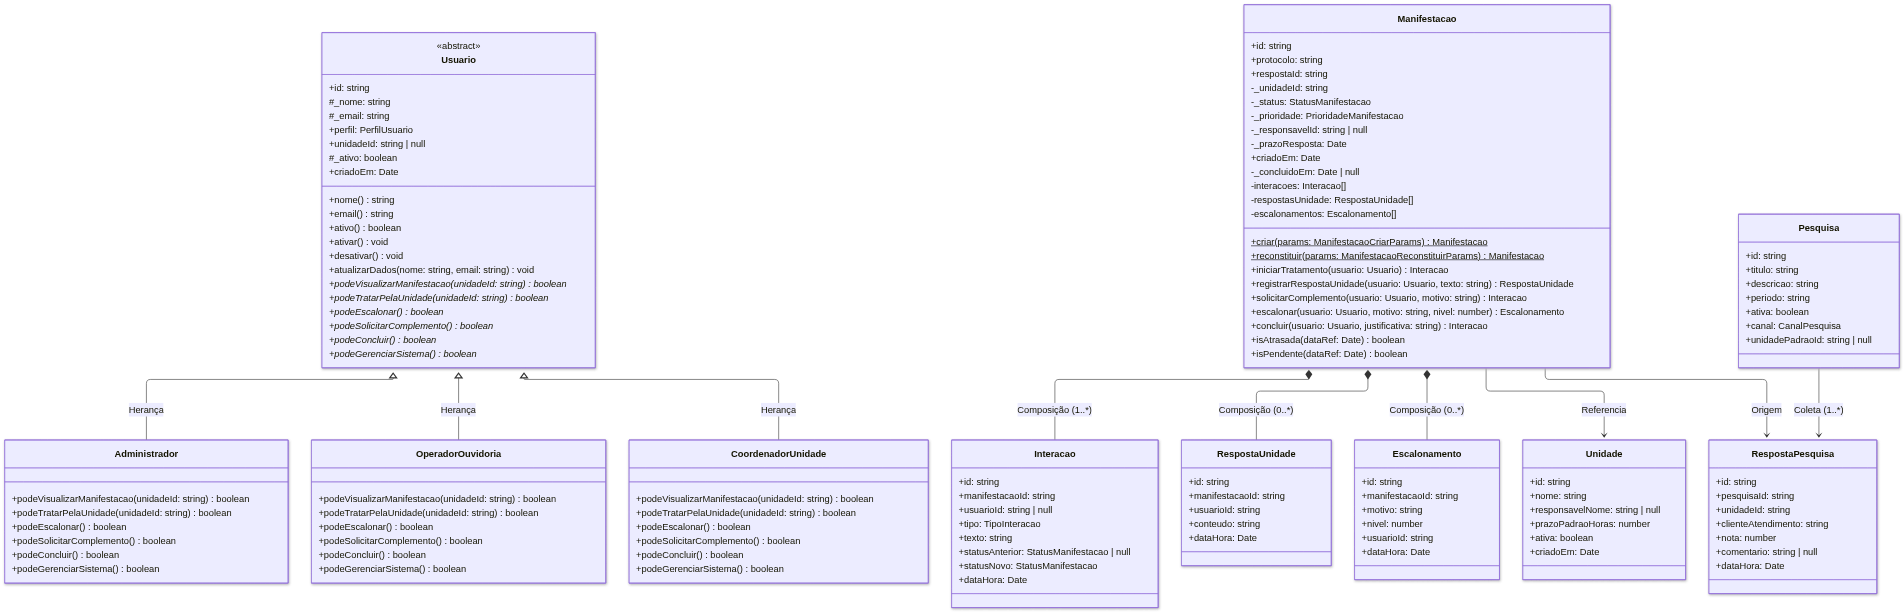 «abstract»
Usuario
+id: string
#_nome: string
#_email: string
+perfil: PerfilUsuario
+unidadeId: string | null
#_ativo: boolean
+criadoEm: Date
+nome() : string
+email() : string
+ativo() : boolean
+ativar() : void
+desativar() : void
+atualizarDados(nome: string, email: string) : void
+podeVisualizarManifestacao(unidadeId: string) : boolean
+podeTratarPelaUnidade(unidadeId: string) : boolean
+podeEscalonar() : boolean
+podeSolicitarComplemento() : boolean
+podeConcluir() : boolean
+podeGerenciarSistema() : boolean
Manifestacao
+id: string
+protocolo: string
+respostaId: string
-_unidadeId: string
-_status: StatusManifestacao
-_prioridade: PrioridadeManifestacao
-_responsavelId: string | null
-_prazoResposta: Date
+criadoEm: Date
-_concluidoEm: Date | null
-interacoes: Interacao[]
-respostasUnidade: RespostaUnidade[]
-escalonamentos: Escalonamento[]
+criar(params: ManifestacaoCriarParams) : Manifestacao
+reconstituir(params: ManifestacaoReconstituirParams) : Manifestacao
+iniciarTratamento(usuario: Usuario) : Interacao
+registrarRespostaUnidade(usuario: Usuario, texto: string) : RespostaUnidade
+solicitarComplemento(usuario: Usuario, motivo: string) : Interacao
+escalonar(usuario: Usuario, motivo: string, nivel: number) : Escalonamento
+concluir(usuario: Usuario, justificativa: string) : Interacao
+isAtrasada(dataRef: Date) : boolean
+isPendente(dataRef: Date) : boolean
Pesquisa
+id: string
+titulo: string
+descricao: string
+periodo: string
+ativa: boolean
+canal: CanalPesquisa
+unidadePadraoId: string | null
Herança
Herança
Herança
Composição (1..*)
Composição (0..*)
Composição (0..*)
Referencia
Origem
Coleta (1..*)
Administrador
+podeVisualizarManifestacao(unidadeId: string) : boolean
+podeTratarPelaUnidade(unidadeId: string) : boolean
+podeEscalonar() : boolean
+podeSolicitarComplemento() : boolean
+podeConcluir() : boolean
+podeGerenciarSistema() : boolean
OperadorOuvidoria
+podeVisualizarManifestacao(unidadeId: string) : boolean
+podeTratarPelaUnidade(unidadeId: string) : boolean
+podeEscalonar() : boolean
+podeSolicitarComplemento() : boolean
+podeConcluir() : boolean
+podeGerenciarSistema() : boolean
CoordenadorUnidade
+podeVisualizarManifestacao(unidadeId: string) : boolean
+podeTratarPelaUnidade(unidadeId: string) : boolean
+podeEscalonar() : boolean
+podeSolicitarComplemento() : boolean
+podeConcluir() : boolean
+podeGerenciarSistema() : boolean
Interacao
+id: string
+manifestacaoId: string
+usuarioId: string | null
+tipo: TipoInteracao
+texto: string
+statusAnterior: StatusManifestacao | null
+statusNovo: StatusManifestacao
+dataHora: Date
RespostaUnidade
+id: string
+manifestacaoId: string
+usuarioId: string
+conteudo: string
+dataHora: Date
Escalonamento
+id: string
+manifestacaoId: string
+motivo: string
+nivel: number
+usuarioId: string
+dataHora: Date
Unidade
+id: string
+nome: string
+responsavelNome: string | null
+prazoPadraoHoras: number
+ativa: boolean
+criadoEm: Date
RespostaPesquisa
+id: string
+pesquisaId: string
+unidadeId: string
+clienteAtendimento: string
+nota: number
+comentario: string | null
+dataHora: Date